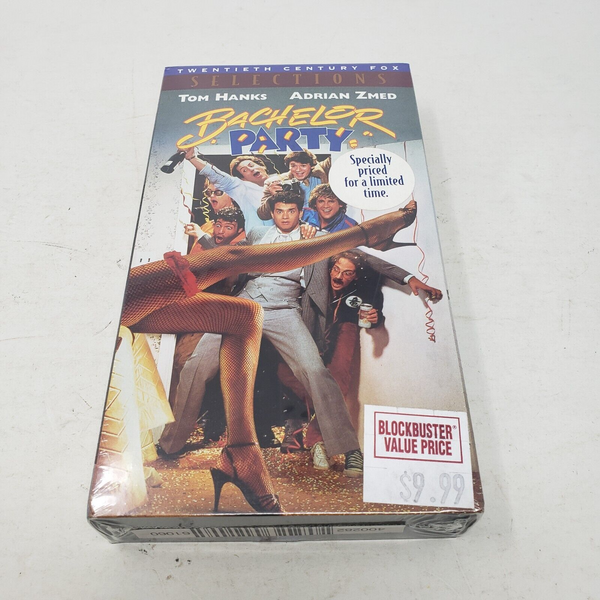 TWENTIETH CENTURY FOX
SELECTIONS
TOM HANKS ADRIAN ZMED
BACHELOR
PARTY
Specially
priced
for a limited
time.
BLOCKBUSTER®
VALUE PRICE
$9.99